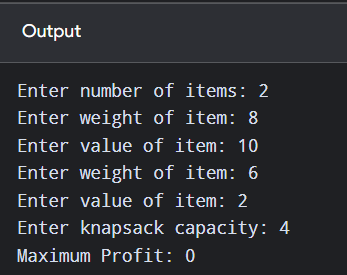 Output
Enter number of items: 2
Enter weight of item: 8
Enter value of item: 10
Enter weight of item: 6
Enter value of item: 2
Enter knapsack capacity: 4
Maximum Profit: 0